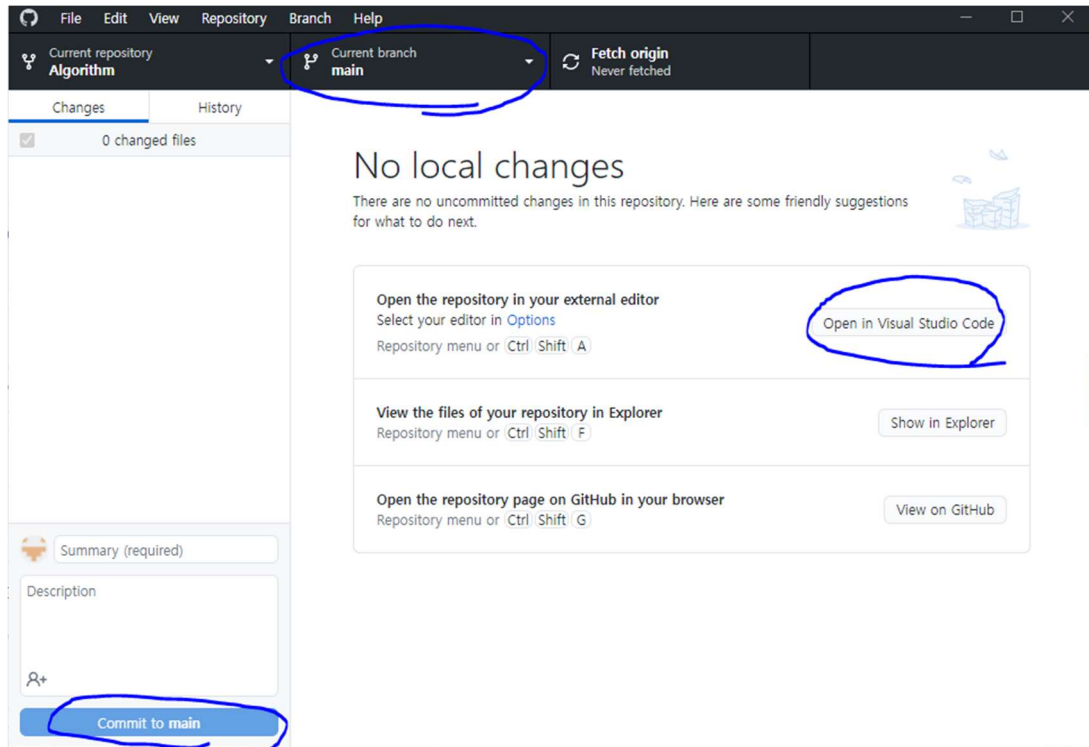 File Edit View Repository Branch Help
Current repository
Algorithm
Current branch
main
Fetch origin
Never fetched
Changes History
0 changed files
No local changes
There are no uncommitted changes in this repository. Here are some friendly suggestions
for what to do next.
Open the repository in your external editor
Select your editor in Options
Repository menu or Ctrl Shift A
Open in Visual Studio Code
View the files of your repository in Explorer
Repository menu or Ctrl Shift F
Show in Explorer
Open the repository page on GitHub in your browser
Repository menu or Ctrl Shift G
View on GitHub
Summary (required)
Description
Commit to main